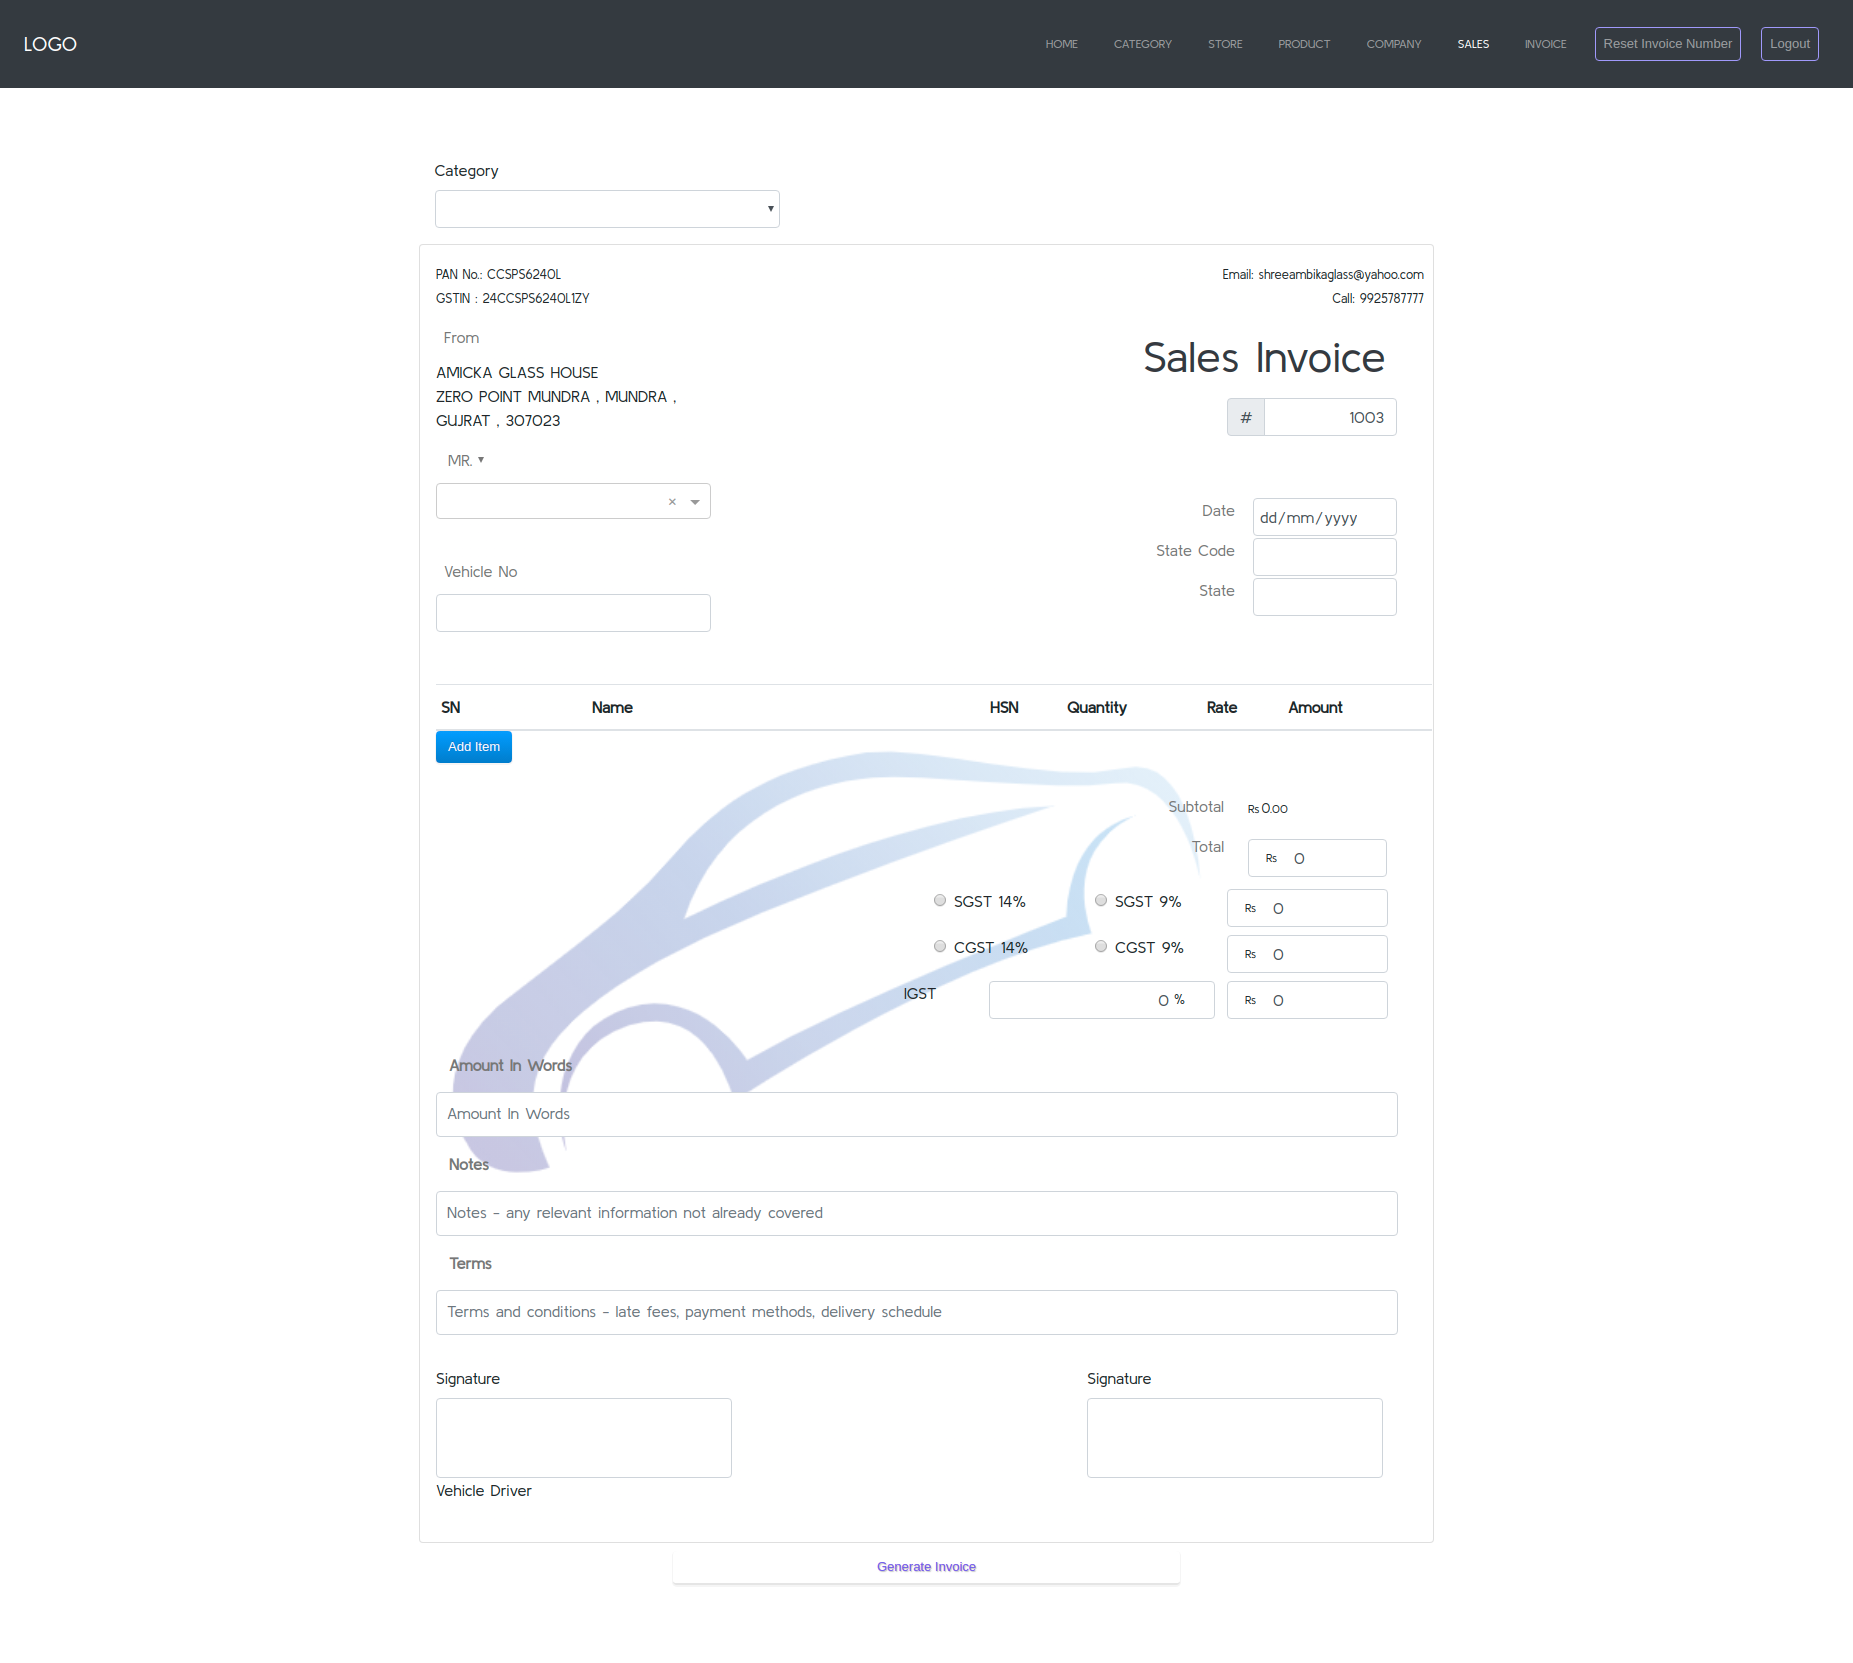 LOGO
HOME CATEGORY STORE PRODUCT COMPANY SALES INVOICE Reset Invoice Number Logout
Category
PAN No.: CCSPS6240L
Email: shreeambikaglass@yahoo.com
GSTIN : 24CCSPS6240L1ZY
Call: 9925787777
From
Sales Invoice
AMICKA GLASS HOUSE
ZERO POINT MUNDRA , MUNDRA ,
GUJRAT , 307023
# 1003
MR.
×
Date dd/mm/yyyy
State Code
State
Vehicle No
SN Name HSN Quantity Rate Amount
Add Item
Subtotal Rs 0.00
Total Rs 0
SGST 14% SGST 9% Rs 0
CGST 14% CGST 9% Rs 0
IGST 0 % Rs 0
Amount In Words
Amount In Words
Notes
Notes - any relevant information not already covered
Terms
Terms and conditions - late fees, payment methods, delivery schedule
Signature Signature
Vehicle Driver
Generate Invoice